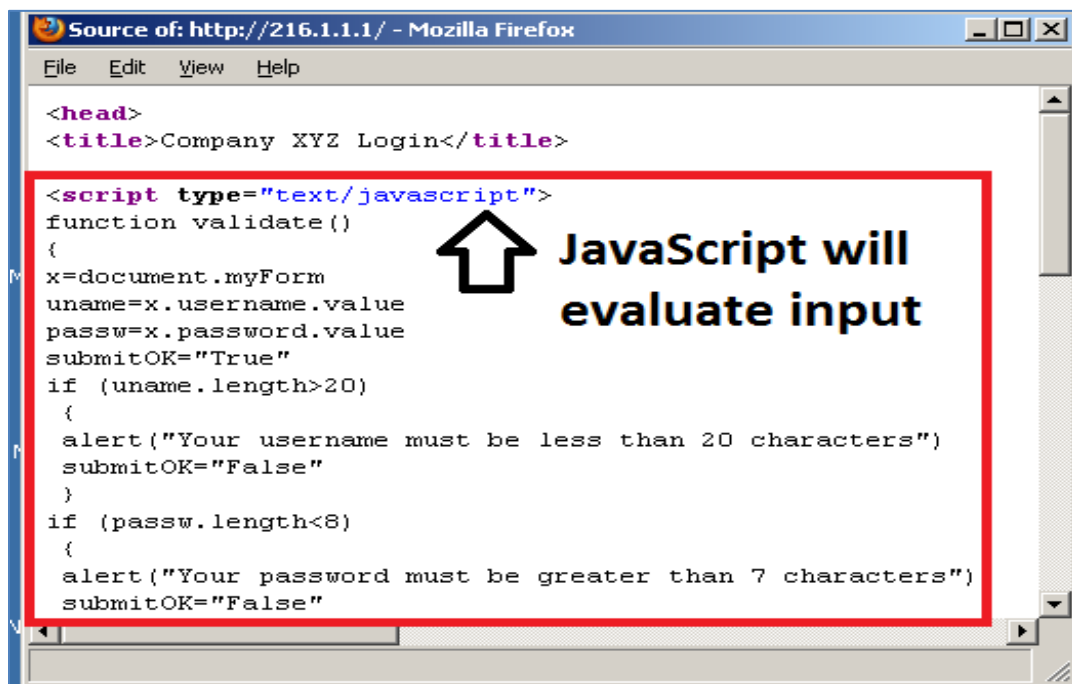 Source of: http://216.1.1.1/ - Mozilla Firefox
File Edit View Help
<head>
<title>Company XYZ Login</title>
<script type="text/javascript">
function validate()
{
x=document.myForm
uname=x.username.value
passw=x.password.value
submitOK="True"
if (uname.length>20)
{
alert("Your username must be less than 20 characters")
submitOK="False"
}
if (passw.length<8)
{
alert("Your password must be greater than 7 characters")
submitOK="False"
JavaScript will
evaluate input